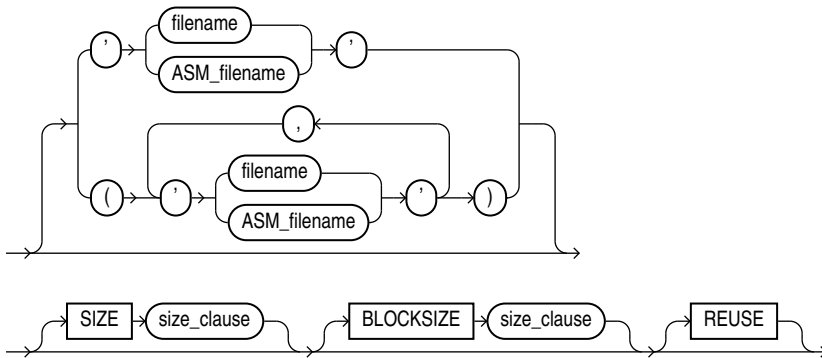 filename
' '
ASM_filename
,
filename
( ' ' )
ASM_filename
SIZE size_clause BLOCKSIZE size_clause REUSE